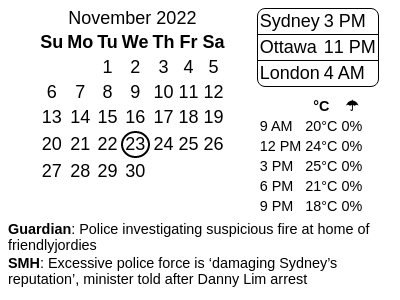 November 2022
Su Mo Tu We Th Fr Sa
1 2 3 4 5
6 7 8 9 10 11 12
13 14 15 16 17 18 19
20 21 22 23 24 25 26
27 28 29 30
Sydney 3 PM
Ottawa 11 PM
London 4 AM
°C ☂
9 AM 20°C 0%
12 PM 24°C 0%
3 PM 25°C 0%
6 PM 21°C 0%
9 PM 18°C 0%
Guardian: Police investigating suspicious fire at home of
friendlyjordies
SMH: Excessive police force is ‘damaging Sydney’s
reputation’, minister told after Danny Lim arrest